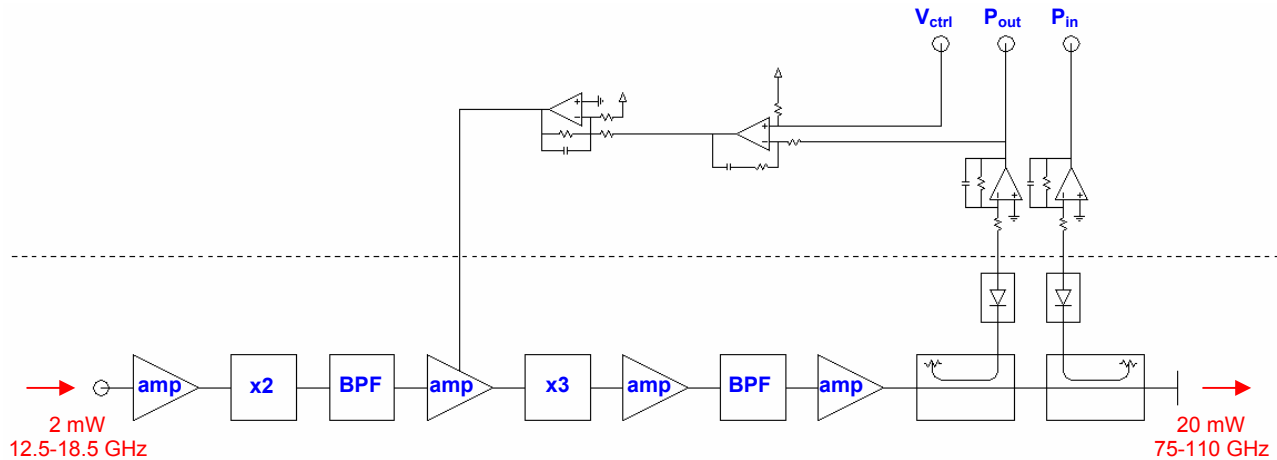 Vctrl Pout Pin
amp x2 BPF amp x3 amp BPF amp
2 mW
12.5-18.5 GHz
20 mW
75-110 GHz